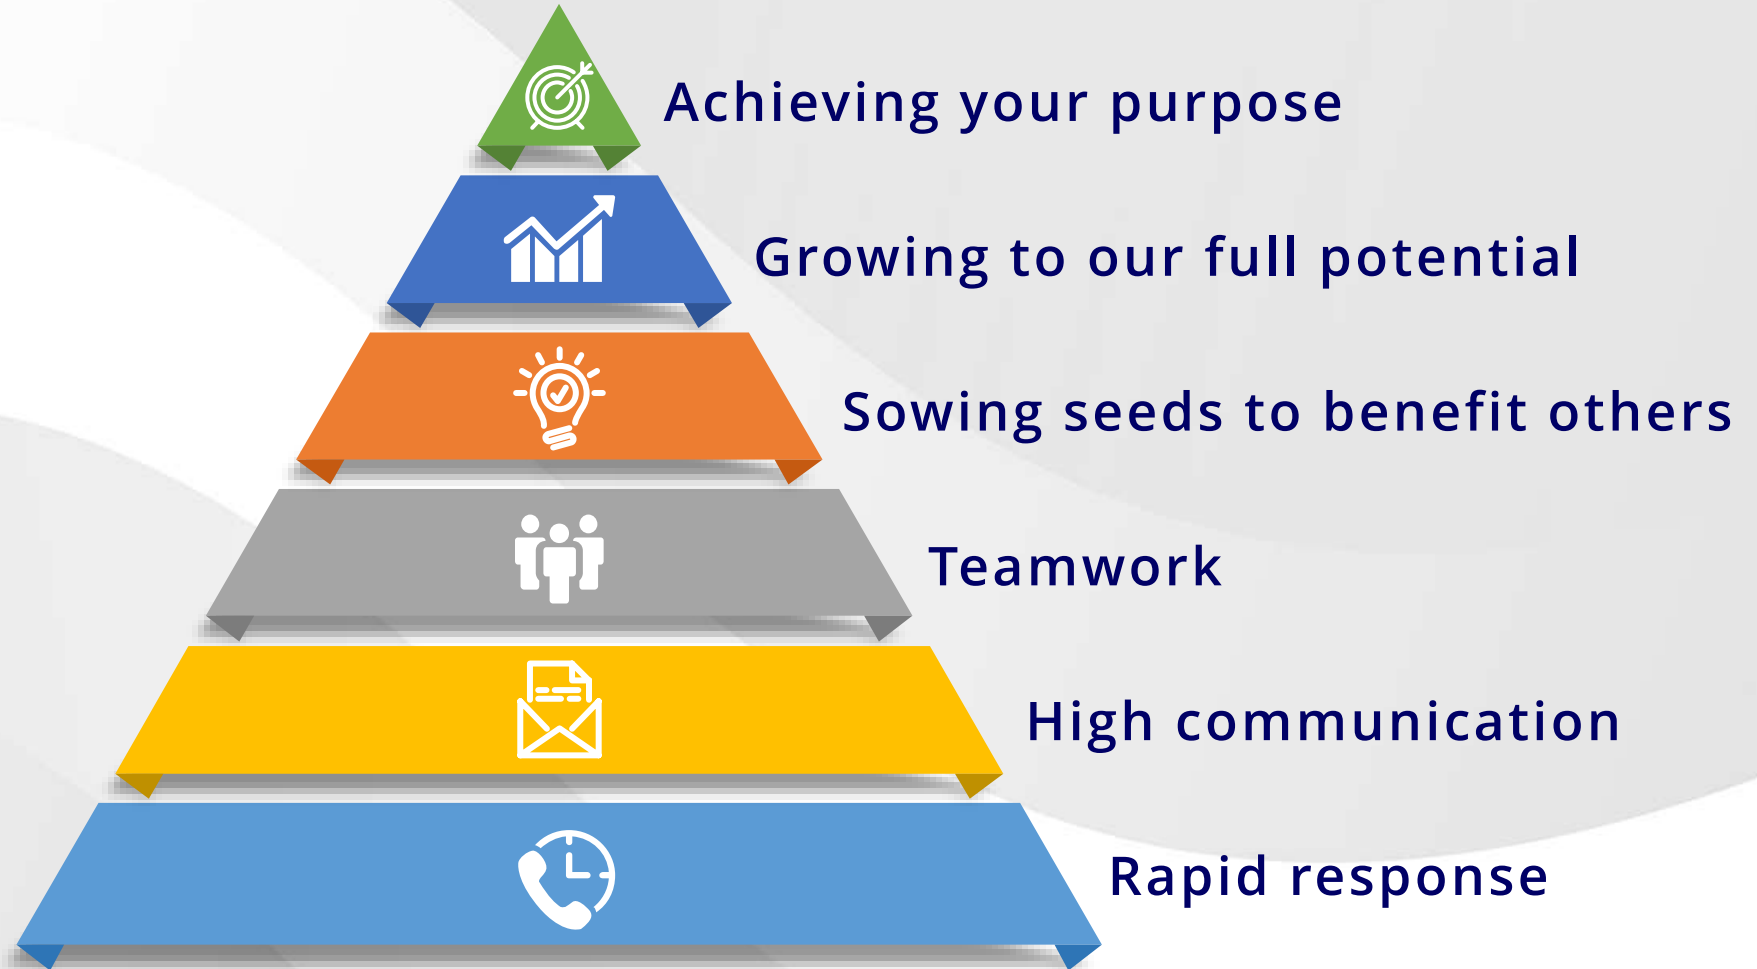 Achieving your purpose
Growing to our full potential
Sowing seeds to benefit others
Teamwork
High communication
Rapid response